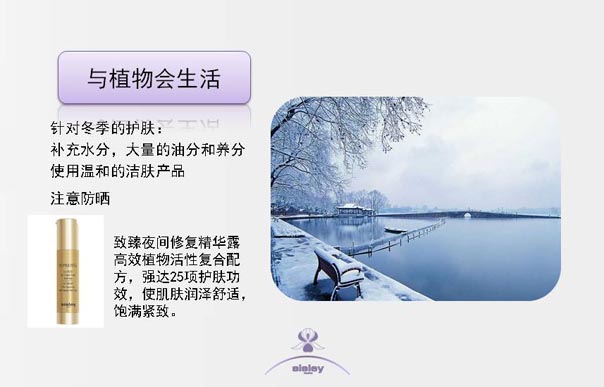 与植物会生活
针对冬季的护肤：
补充水分，大量的油分和养分
使用温和的洁肤产品
注意防晒
致臻夜间修复精华露
高效植物活性复合配
方，强达25项护肤功
效，使肌肤润泽舒适，
饱满紧致。
sisley